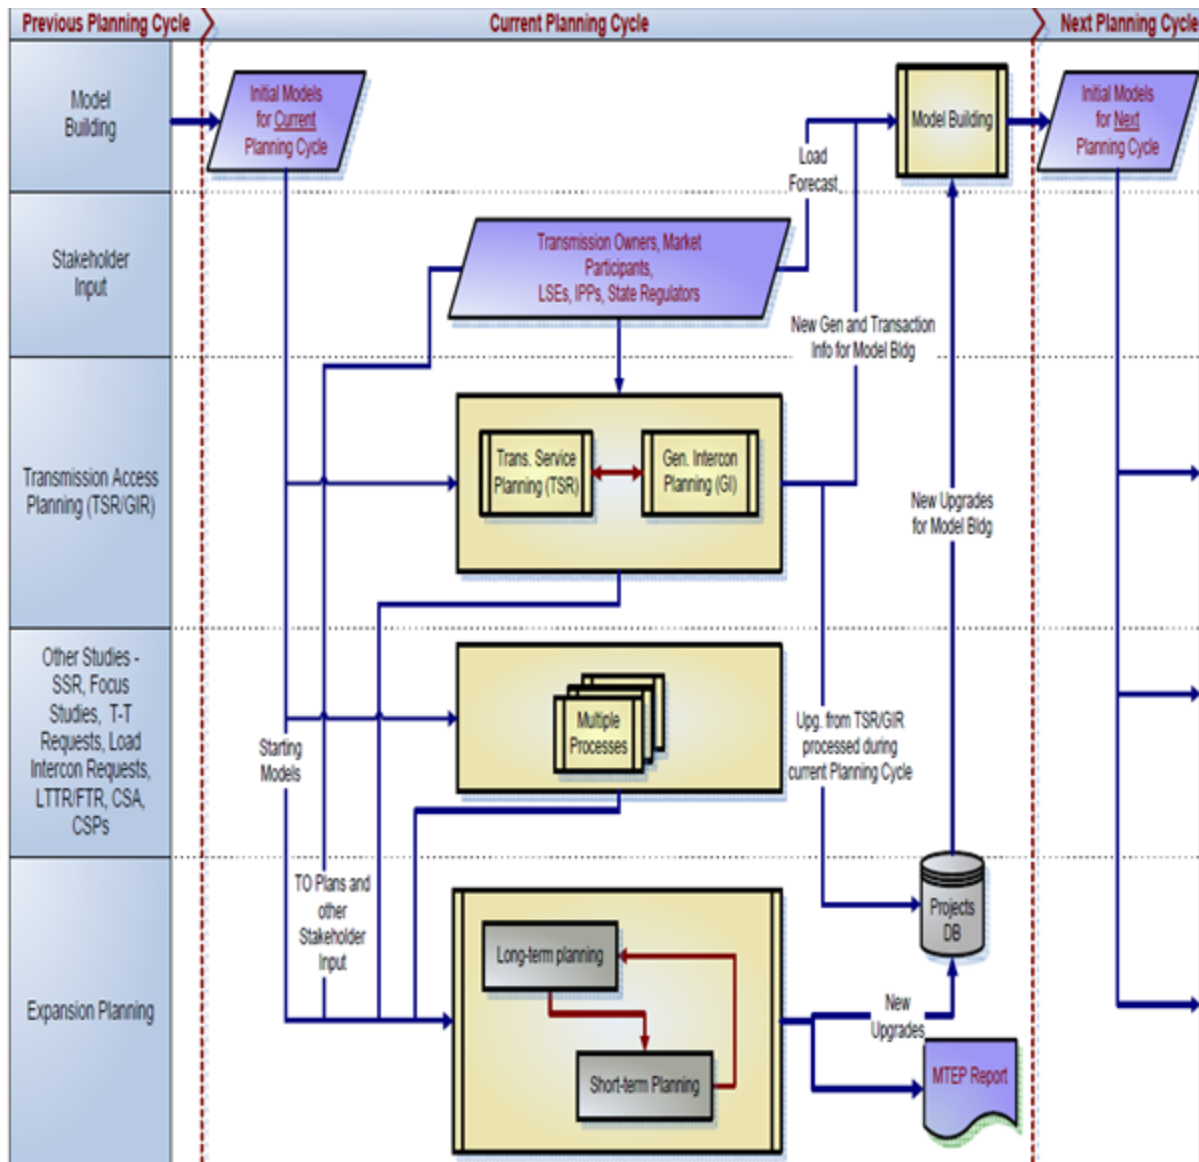 Previous Planning Cycle
Current Planning Cycle
Next Planning Cycle
Model
Building
Initial Models
for Current
Planning Cycle
Model Building
Initial Models
for Next
Planning Cycle
Load
Forecast
Stakeholder
Input
Transmission Owners, Market
Participants,
LSEs, IPPs, State Regulators
New Gen and Transaction
Info for Model Bldg
Transmission Access
Planning (TSR/GIR)
Trans. Service
Planning (TSR)
Gen. Intercon
Planning (GI)
New Upgrades
for Model Bldg
Other Studies -
SSR, Focus
Studies, T-T
Requests, Load
Intercon Requests,
LTTR/FTR, CSA,
CSPs
Starting
Models
Multiple
Processes
Upg. from TSR/GIR
processed during
current Planning Cycle
TO Plans and
other
Stakeholder
Input
Projects
DB
Expansion Planning
Long-term planning
Short-term Planning
New
Upgrades
MTEP Report